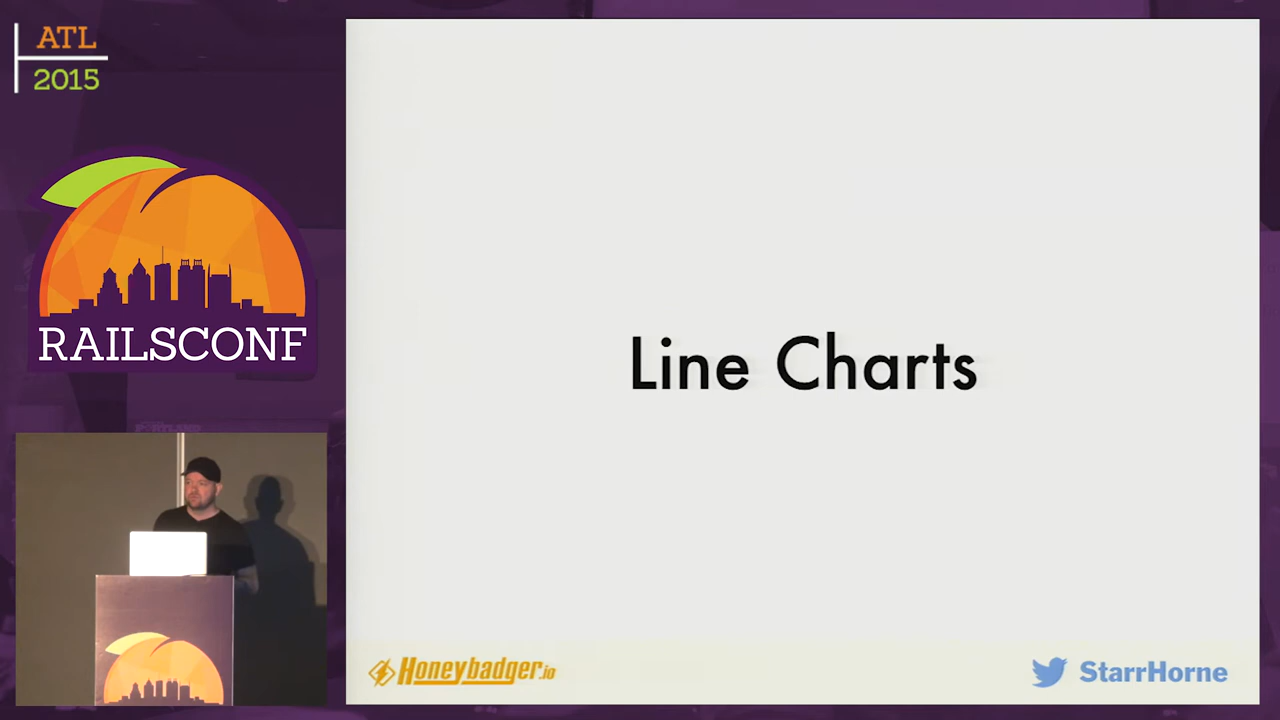 ATL
2015
RAILSCONF
Line Charts
Honeybadger.io
StarrHorne